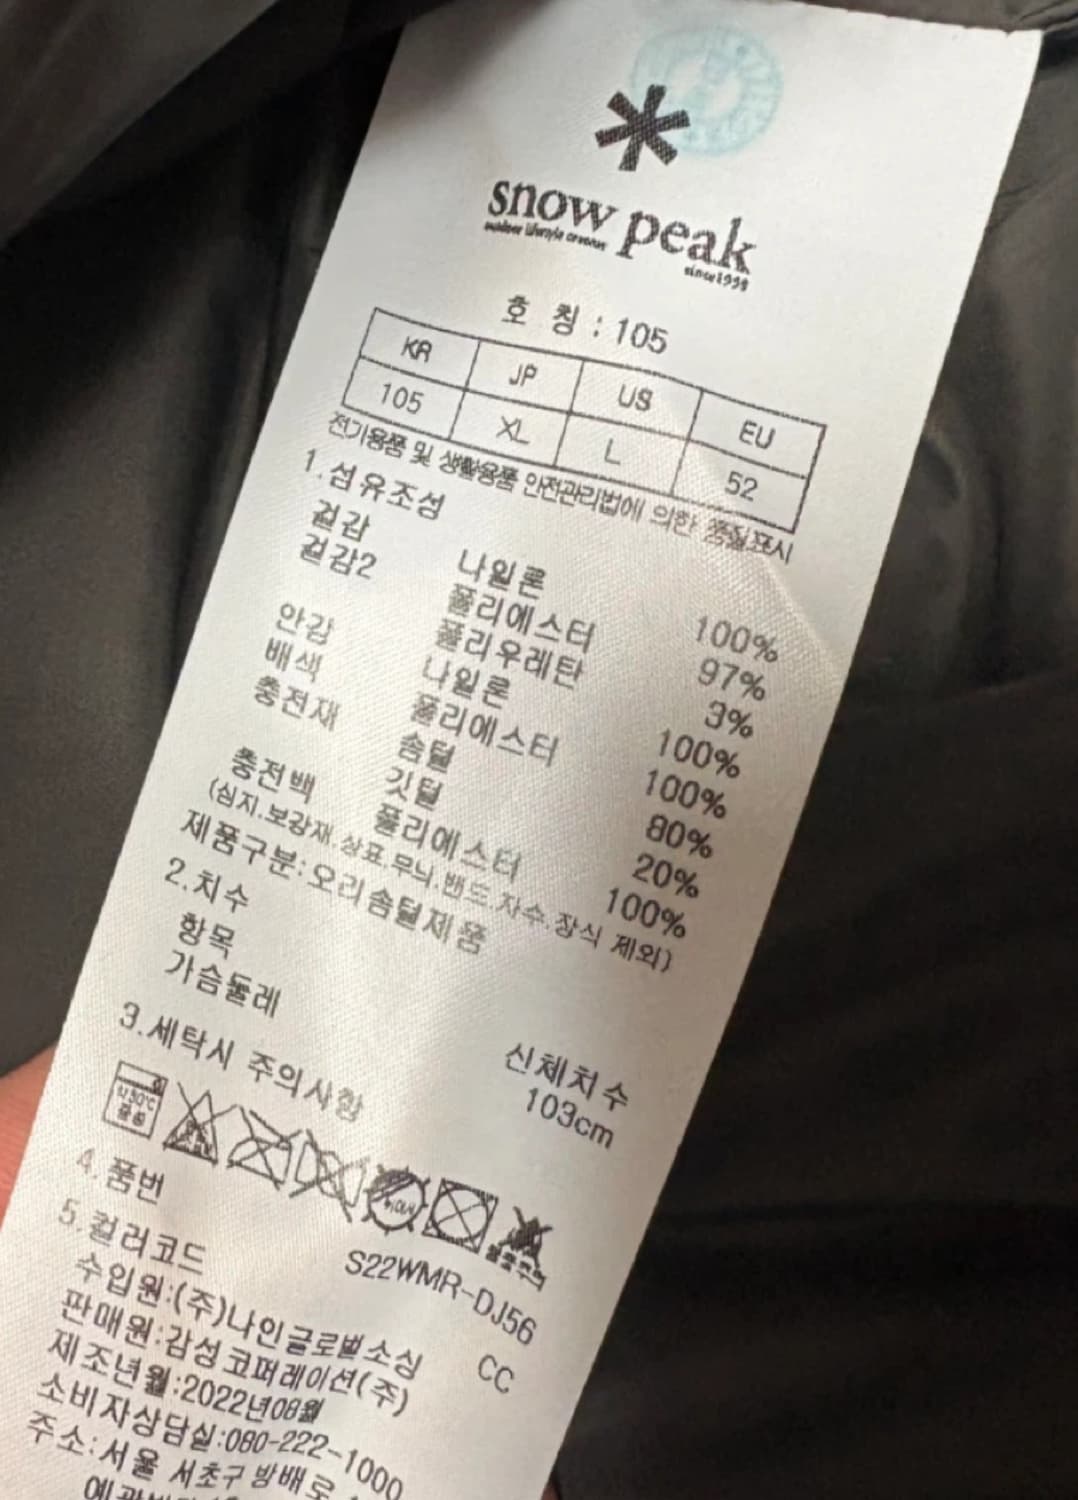 snow peak
since 1958
호 칭 : 105
KR JP US EU
105 XL L 52
전기용품 및 생활용품 안전관리법에 의한 품질표시
1.섬유조성
겉감 나일론 100%
겉감2 폴리에스터 97%
폴리우레탄 3%
안감 나일론 100%
배색 폴리에스터 100%
충전재 솜털 80%
깃털 20%
충전백 폴리에스터 100%
(심지.보강재.상표.무늬.밴드.자수.장식 제외)
제품구분:오리솜털제품
2.치수
항목 신체치수
가슴둘레 103cm
3.세탁시 주의사항
4.품번 S22WMR-DJ56
5.컬러코드 CC
수입원:(주)나인글로벌소싱
판매원:감성코퍼레이션(주)
제조년월:2022년08월
소비자상담실:080-222-1000
주소:서울 서초구 방배로